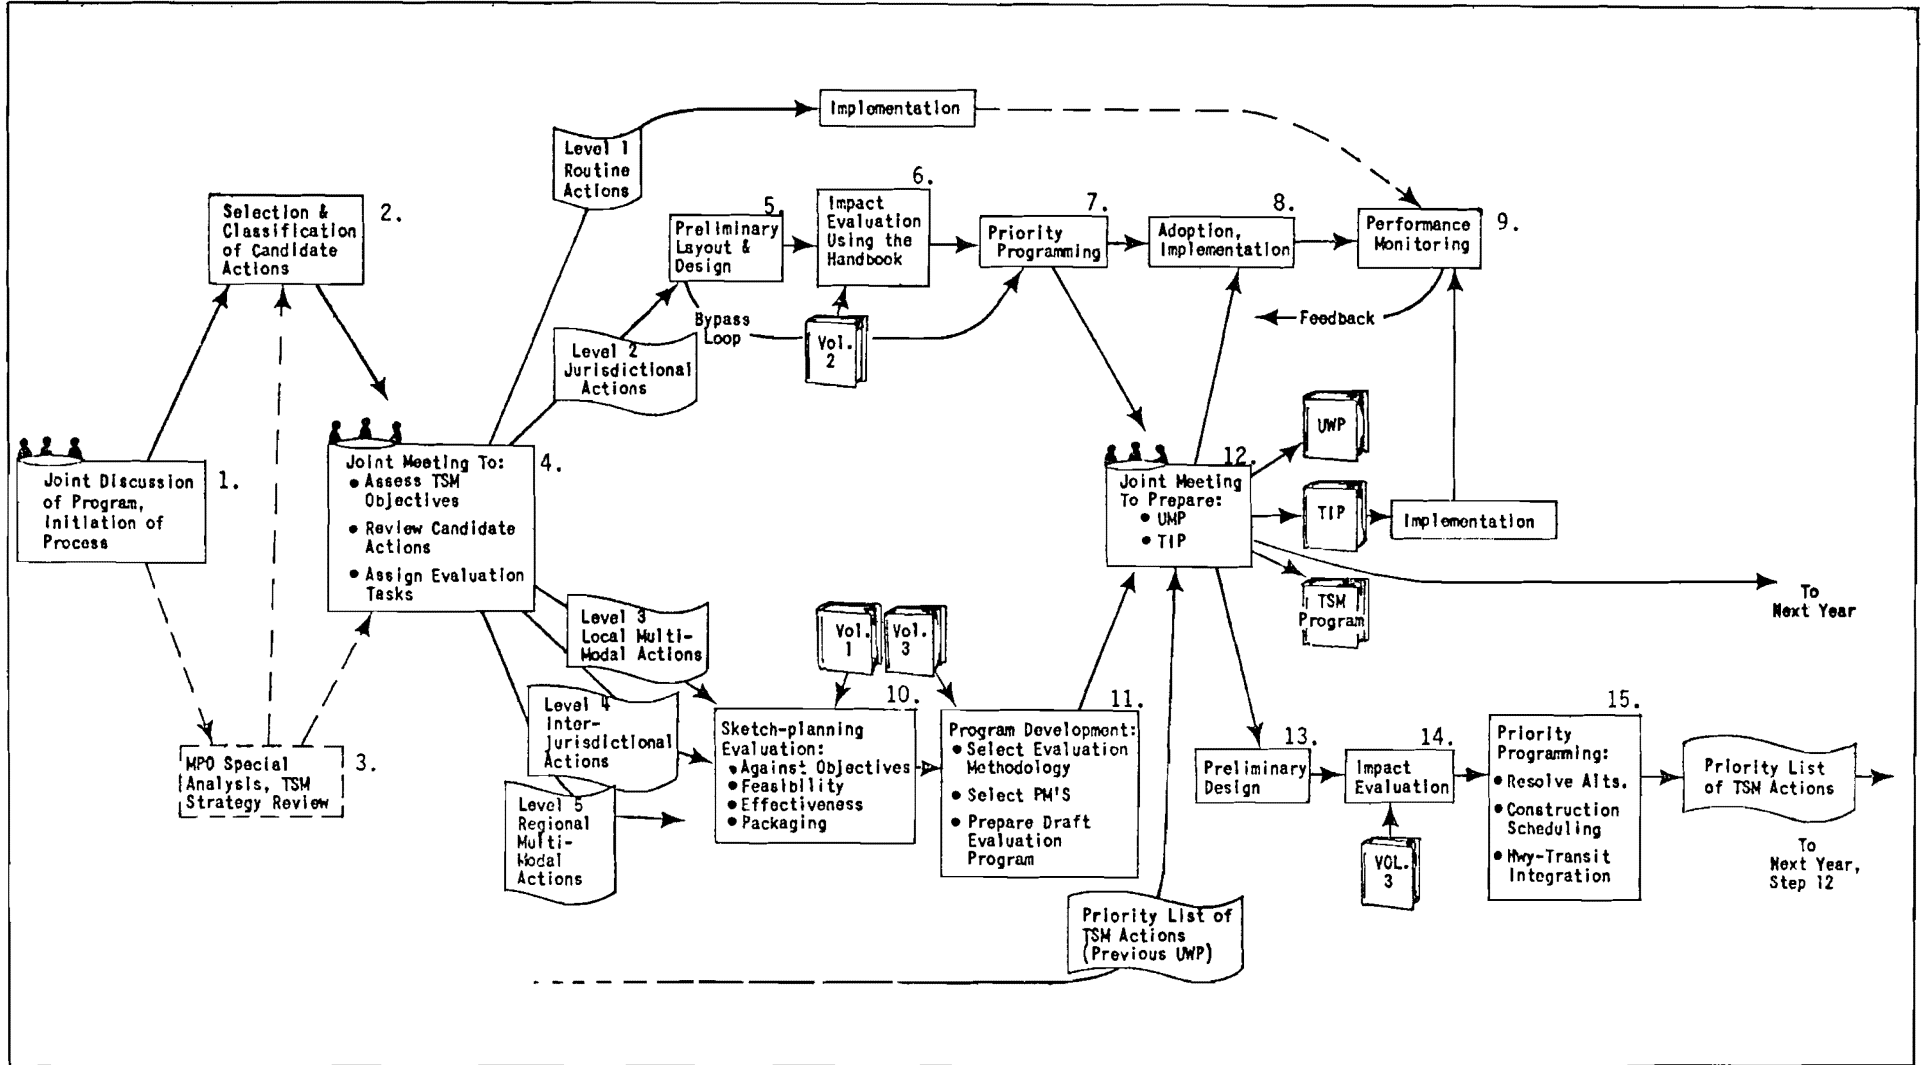 Implementation
Level 1
Routine
Actions
2.
Selection &
Classification
of Candidate
Actions
5.
Preliminary
Layout &
Design
6.
Impact
Evaluation
Using the
Handbook
7.
Priority
Programming
8.
Adoption,
Implementation
9.
Performance
Monitoring
Bypass
Loop
Vol.
2
Feedback
Level 2
Jurisdictional
Actions
1.
Joint Discussion
of Program,
Initiation of
Process
4.
Joint Meeting To:
• Assess TSM
Objectives
• Review Candidate
Actions
• Assign Evaluation
Tasks
12.
Joint Meeting
To Prepare:
• UMP
• TIP
UWP
TIP
Implementation
TSM
Program
To
Next Year
Level 3
Local Multi-
Modal Actions
Vol.
1
Vol.
3
3.
MPO Special
Analysis, TSM
Strategy Review
Level 4
Inter-
jurisdictional
Actions
Level 5
Regional
Multi-
Modal
Actions
10.
Sketch-planning
Evaluation:
• Against Objectives
• Feasibility
• Effectiveness
• Packaging
11.
Program Development:
• Select Evaluation
Methodology
• Select PM'S
• Prepare Draft
Evaluation
Program
13.
Preliminary
Design
14.
Impact
Evaluation
VOL.
3
15.
Priority
Programming:
• Resolve Alts.
• Construction
Scheduling
• Hwy-Transit
Integration
Priority List
of TSM Actions
To
Next Year,
Step 12
Priority List of
TSM Actions
(Previous UWP)